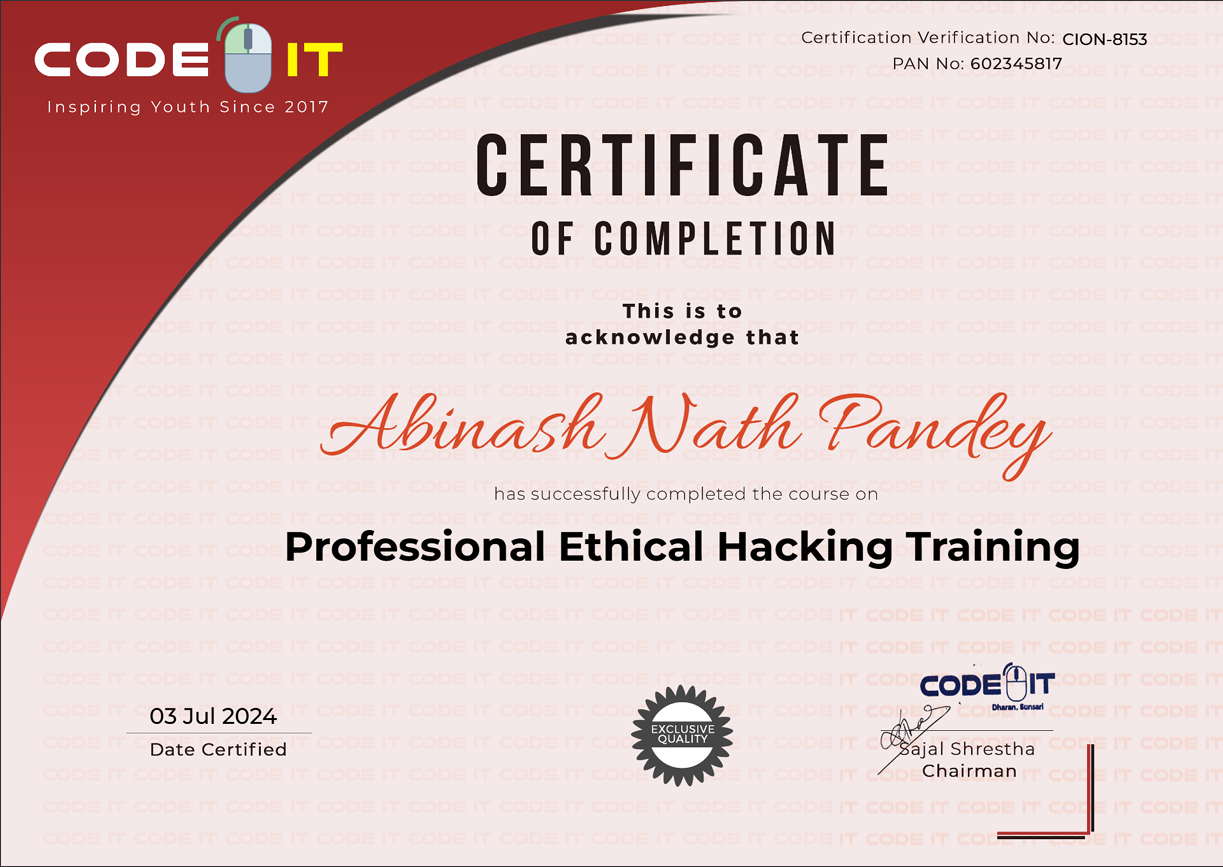 CODE IT
Inspiring Youth Since 2017
Certification Verification No: CION-8153
PAN No: 602345817
CERTIFICATE
OF COMPLETION
This is to
acknowledge that
Abinash Nath Pandey
has successfully completed the course on
Professional Ethical Hacking Training
03 Jul 2024
Date Certified
EXCLUSIVE
QUALITY
CODE IT
Dharan, Sunsari
Sajal Shrestha
Chairman